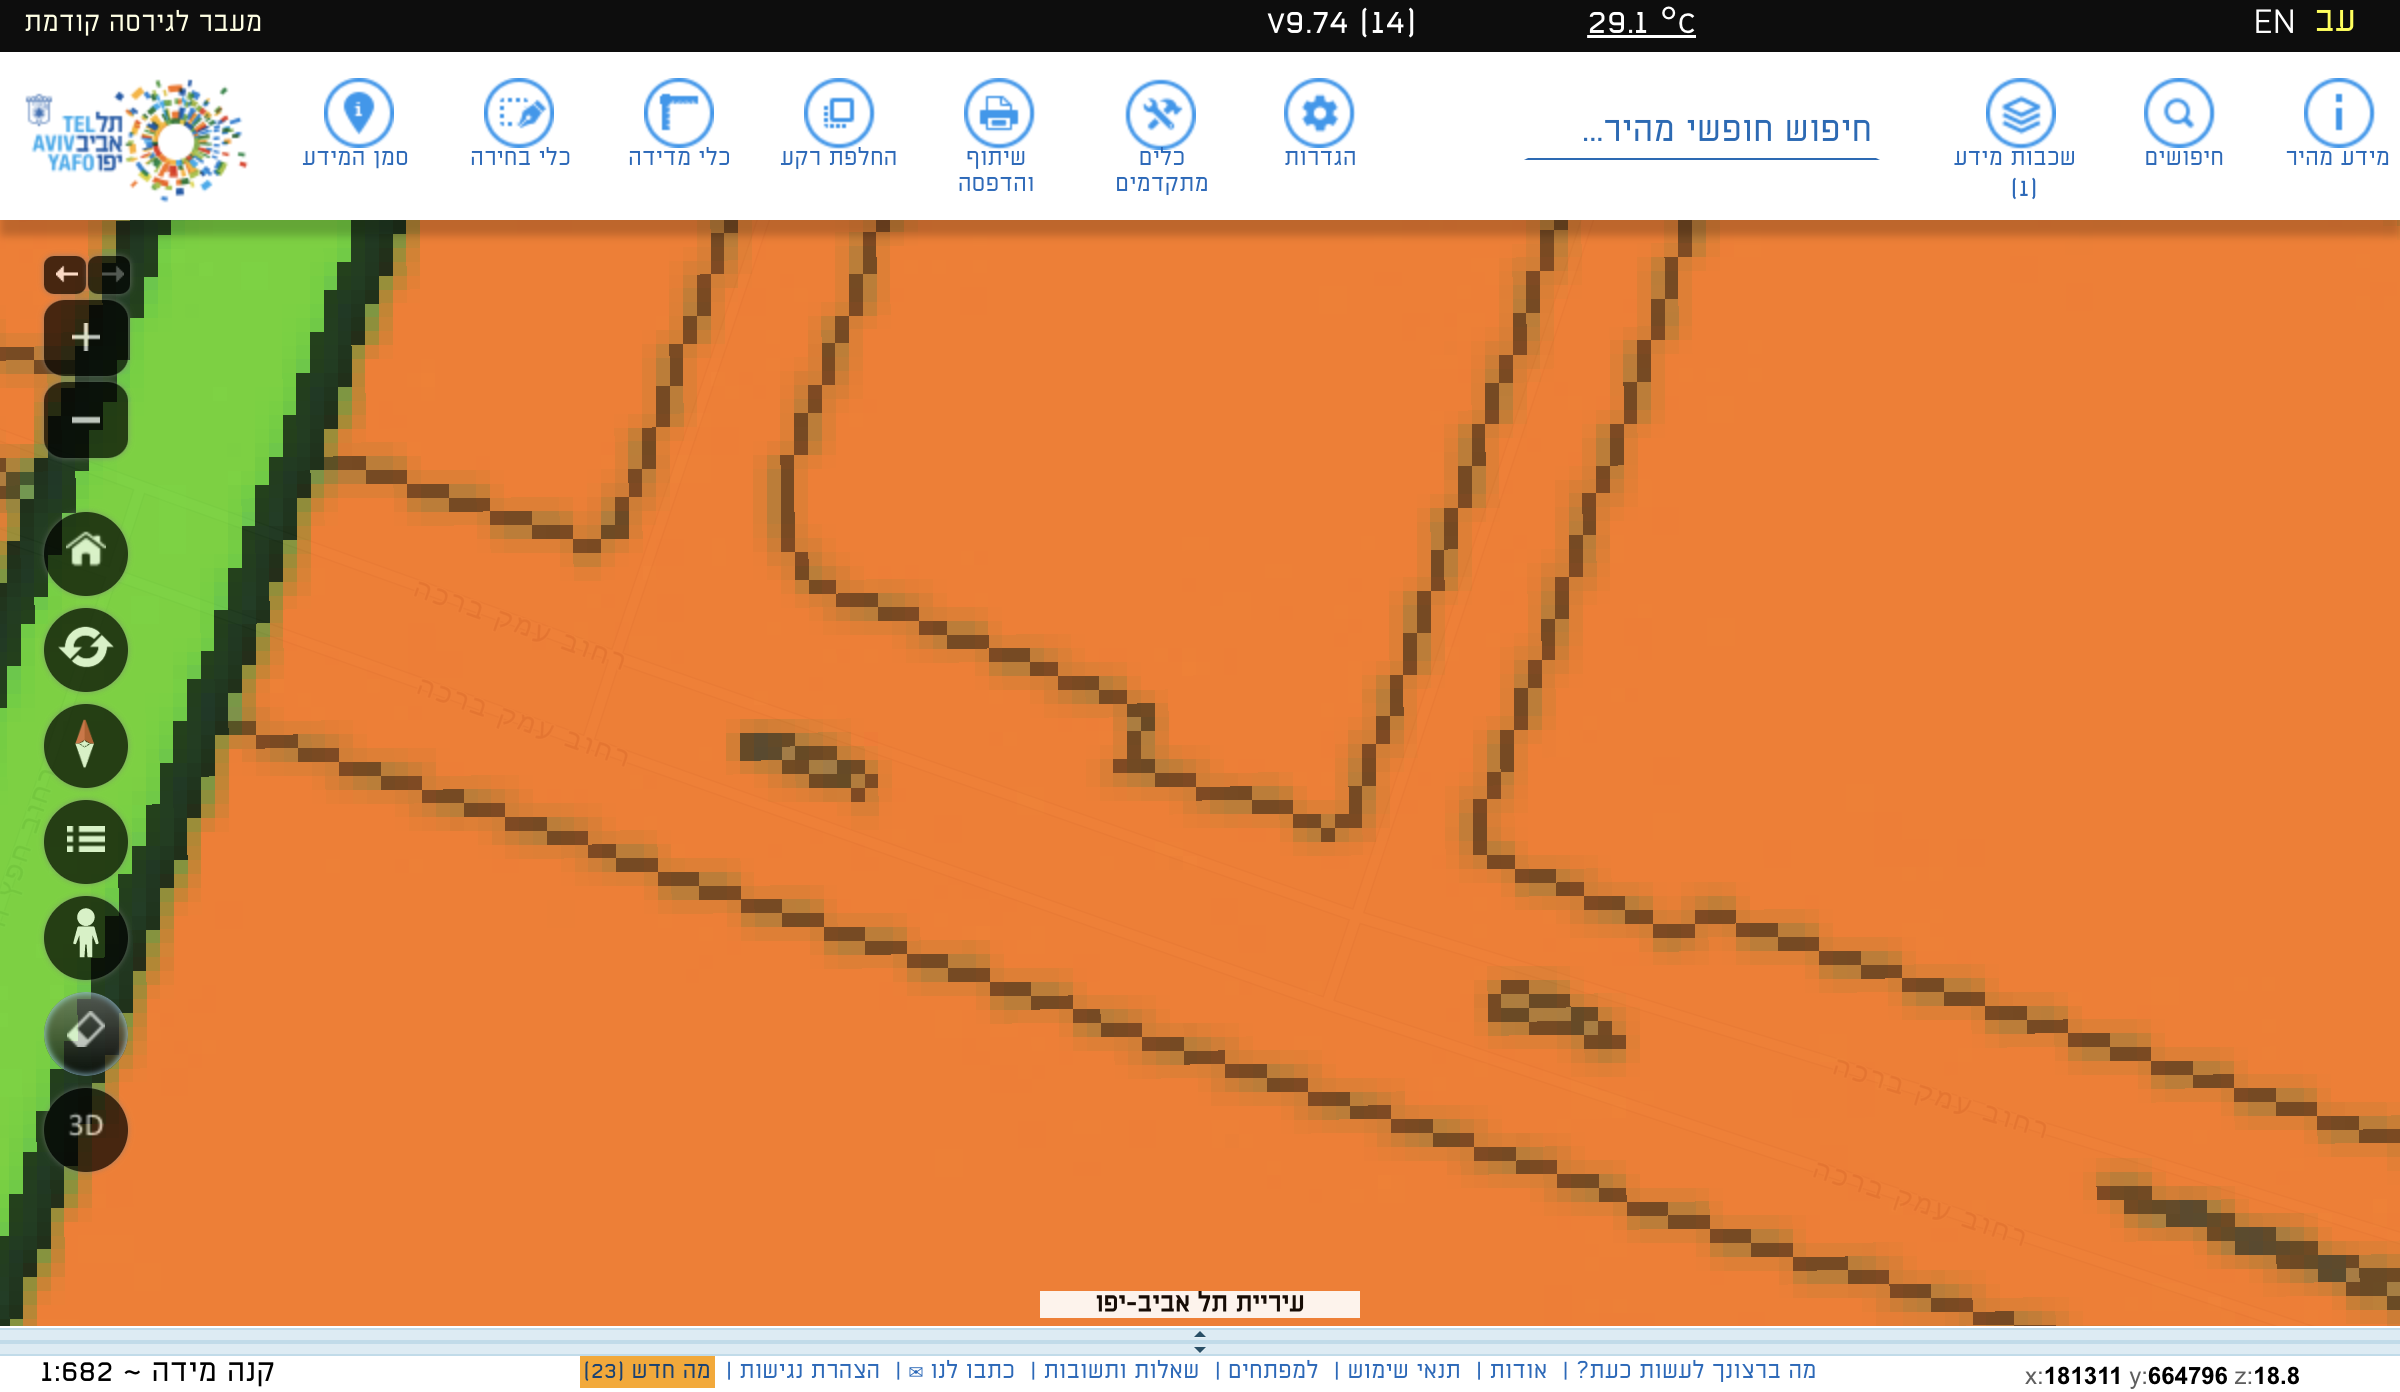 עב EN
29.1 °C
V9.74 (14)
מעבר לגירסה קודמת
מידע מהיר
חיפושים
שכבות מידע
(1)
חיפוש חופשי מהיר...
הגדרות
כלים
מתקדמים
שיתוף
והדפסה
החלפת רקע
כלי מדידה
כלי בחירה
סמן המידע
תל
אביב
יפו
TEL
AVIV
YAFO
רחוב עמק ברכה
רחוב עמק ברכה
רחוב עמק ברכה
רחוב עמק ברכה
3D
עיריית תל אביב-יפו
x:181311 y:664796 z:18.8
מה ברצונך לעשות כעת? | אודות | תנאי שימוש | למפתחים | שאלות ותשובות | כתבו לנו ✉ | הצהרת נגישות | מה חדש (23)
קנה מידה ~ 1:682